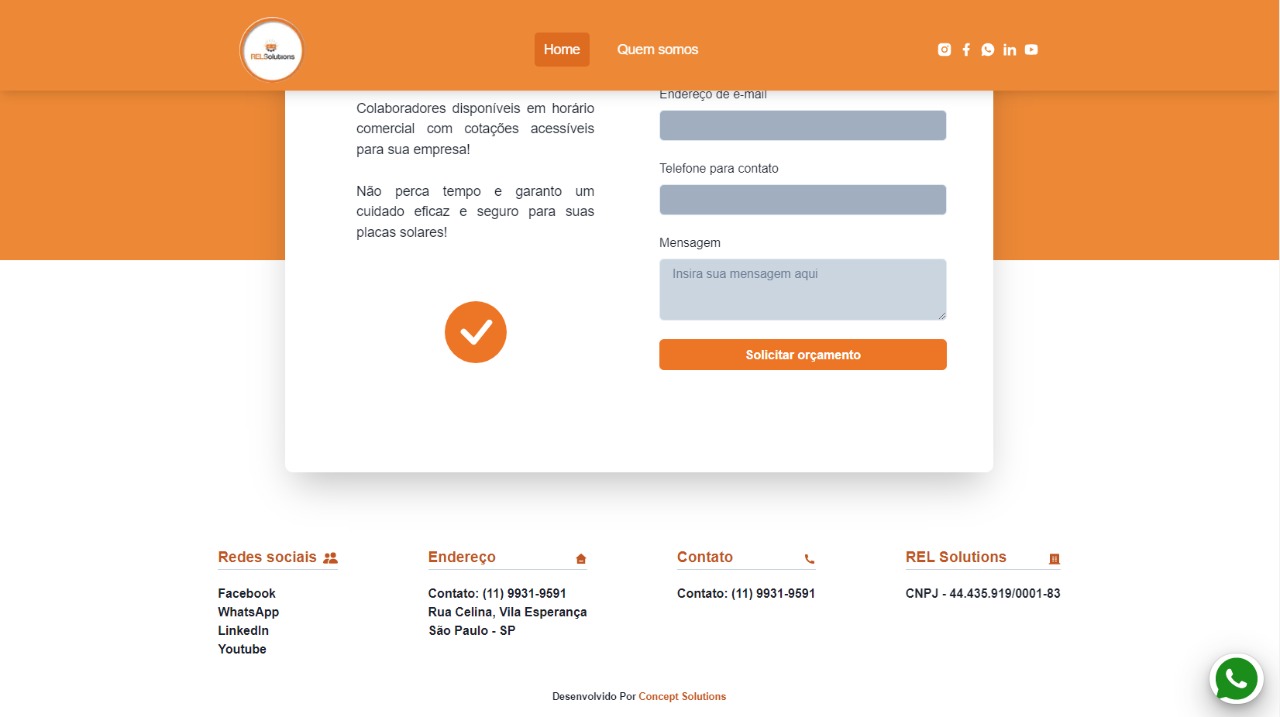 RELSolutions
Home
Quem somos
Colaboradores disponíveis em horário
comercial com cotações acessíveis
para sua empresa!
Não perca tempo e garanto um
cuidado eficaz e seguro para suas
placas solares!
Endereço de e-mail
Telefone para contato
Mensagem
Insira sua mensagem aqui
Solicitar orçamento
Redes sociais
Facebook
WhatsApp
LinkedIn
Youtube
Endereço
Contato: (11) 9931-9591
Rua Celina, Vila Esperança
São Paulo - SP
Contato
Contato: (11) 9931-9591
REL Solutions
CNPJ - 44.435.919/0001-83
Desenvolvido Por Concept Solutions